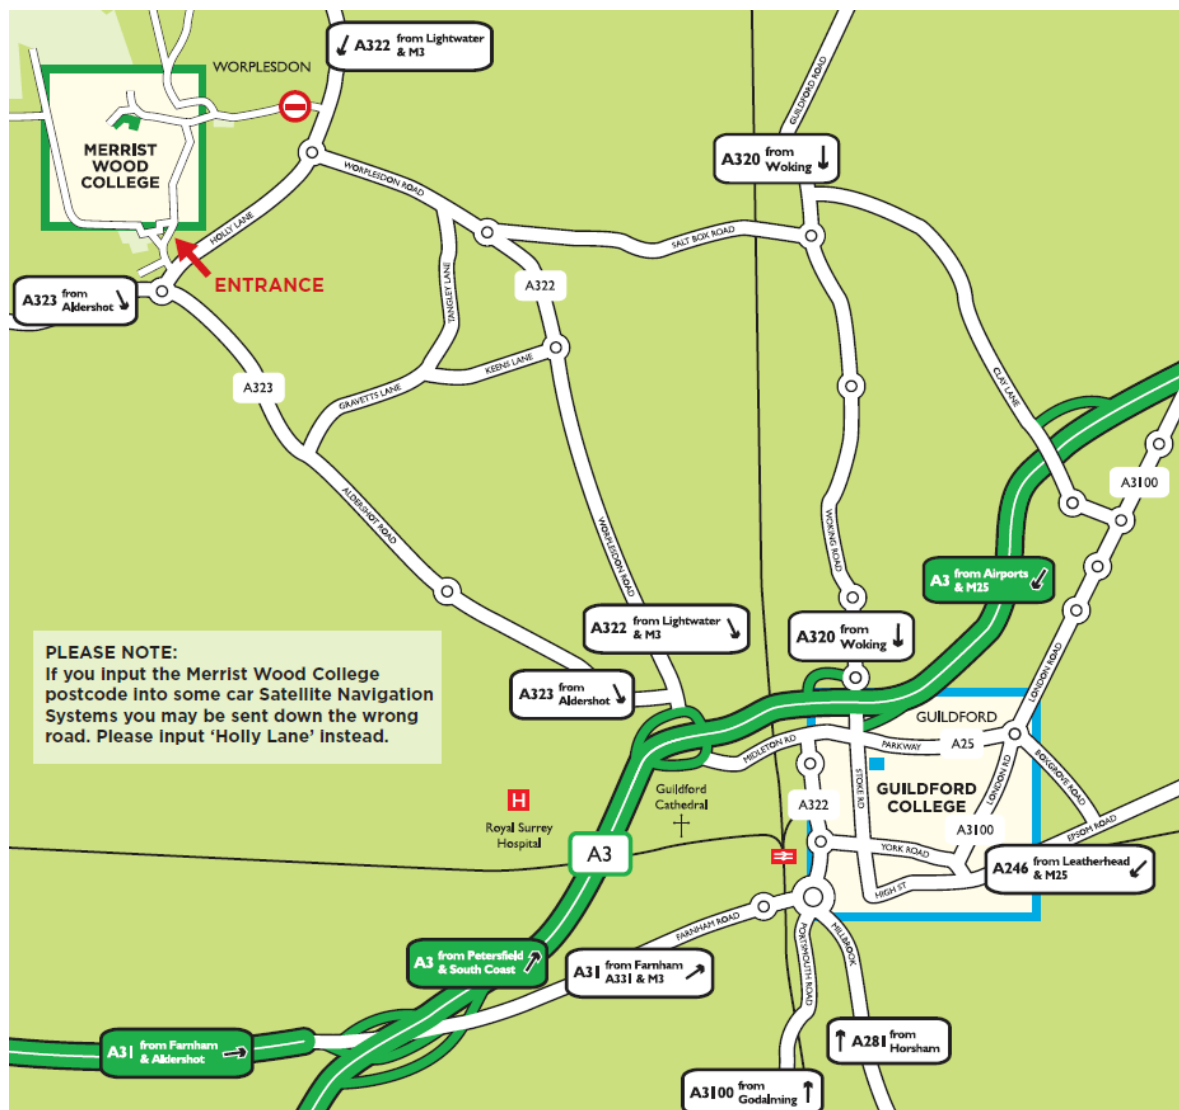 A322 from Lightwater
& M3
WORPLESDON
GUILDFORD ROAD
A320 from
Woking
MERRIST
WOOD
COLLEGE
WORPLESDON ROAD
HOLLY LANE
SALT BOX ROAD
ENTRANCE
TANGLEY LANE
A322
A323 from
Aldershot
A323
KEENS LANE
GRAVETTS LANE
CLAY LANE
A3100
ALDERSHOT ROAD
WORPLESDON ROAD
WOKING ROAD
A3 from Airports
& M25
A322 from Lightwater
& M3
A320 from
Woking
LONDON ROAD
PLEASE NOTE:
If you input the Merrist Wood College
postcode into some car Satellite Navigation
Systems you may be sent down the wrong
road. Please input ‘Holly Lane’ instead.
A323 from
Aldershot
GUILDFORD
MIDLETON RD
PARKWAY
A25
BOXGROVE ROAD
STOKE RD
LONDON RD
GUILDFORD
COLLEGE
H
Royal Surrey
Hospital
Guildford
Cathedral
A322
A3100
EPSOM ROAD
YORK ROAD
A3
A246 from Leatherhead
& M25
HIGH ST
FARNHAM ROAD
PORTSMOUTH ROAD
MILLBROOK
A3 from Petersfield
& South Coast
A31 from Farnham
A331 & M3
A31 from Farnham
& Aldershot
A281 from
Horsham
A3100 from
Godalming